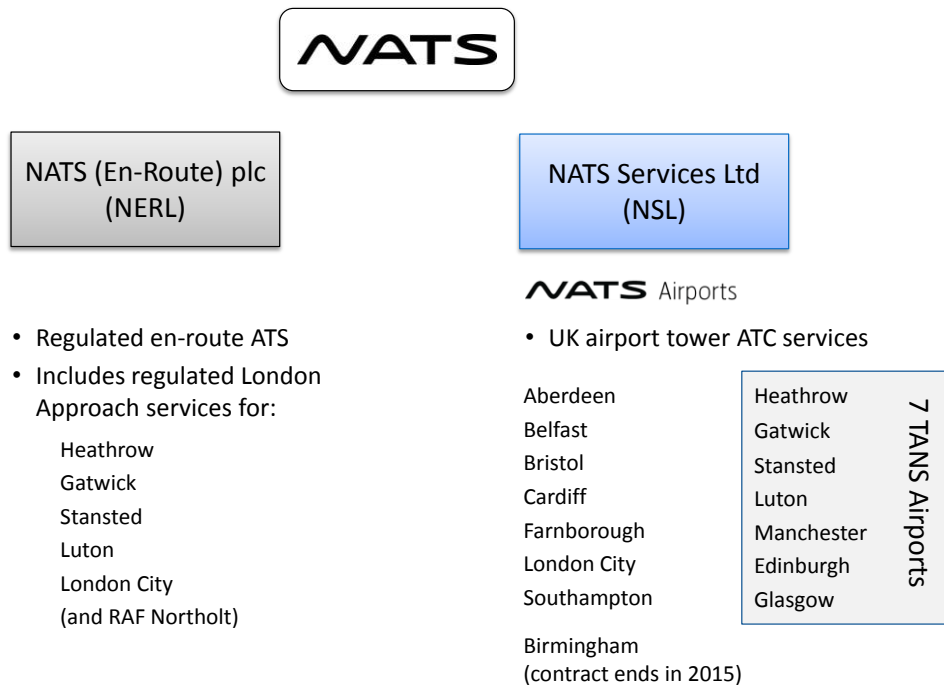 NATS
NATS (En-Route) plc
(NERL)
• Regulated en-route ATS
• Includes regulated London
Approach services for:
Heathrow
Gatwick
Stansted
Luton
London City
(and RAF Northolt)
NATS Services Ltd
(NSL)
NATS Airports
• UK airport tower ATC services
Aberdeen
Belfast
Bristol
Cardiff
Farnborough
London City
Southampton
Birmingham
(contract ends in 2015)
Heathrow
Gatwick
Stansted
Luton
Manchester
Edinburgh
Glasgow
7 TANS Airports